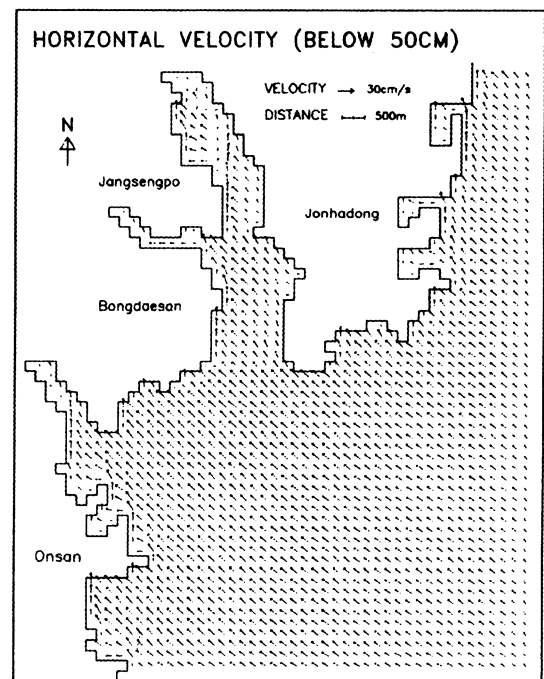 HORIZONTAL VELOCITY (BELOW 50CM)
VELOCITY → 30cm/s
DISTANCE 500m
N
Jangsengpo
Jonhadong
Bongdaesan
Onsan